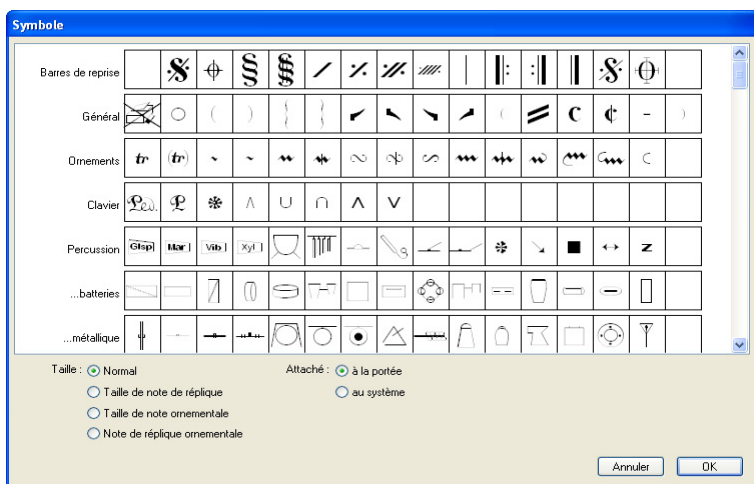 Symbole
Barres de reprise
Général
Ornements tr (tr)
Clavier Ped. P
Percussion Glsp Mar Vib Xyl
...batteries
...métallique
Taille : Normal Attaché : à la portée
Taille de note de réplique au système
Taille de note ornementale
Note de réplique ornementale
Annuler OK